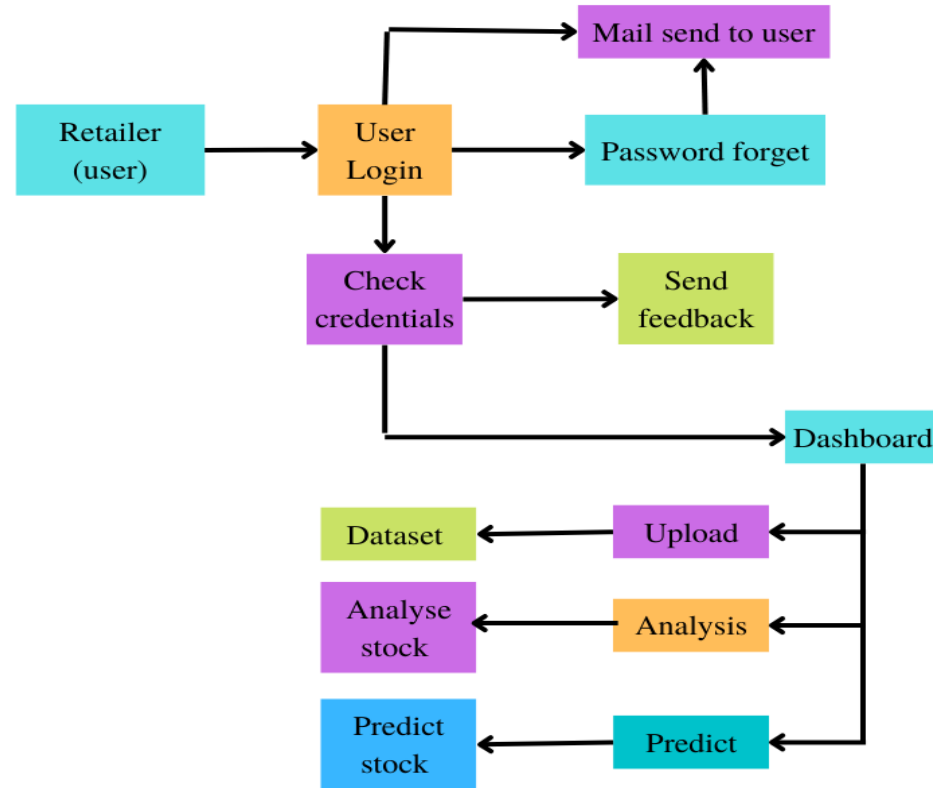 Mail send to user
Retailer
(user)
User
Login
Password forget
Check
credentials
Send
feedback
Dashboard
Dataset
Upload
Analyse
stock
Analysis
Predict
stock
Predict